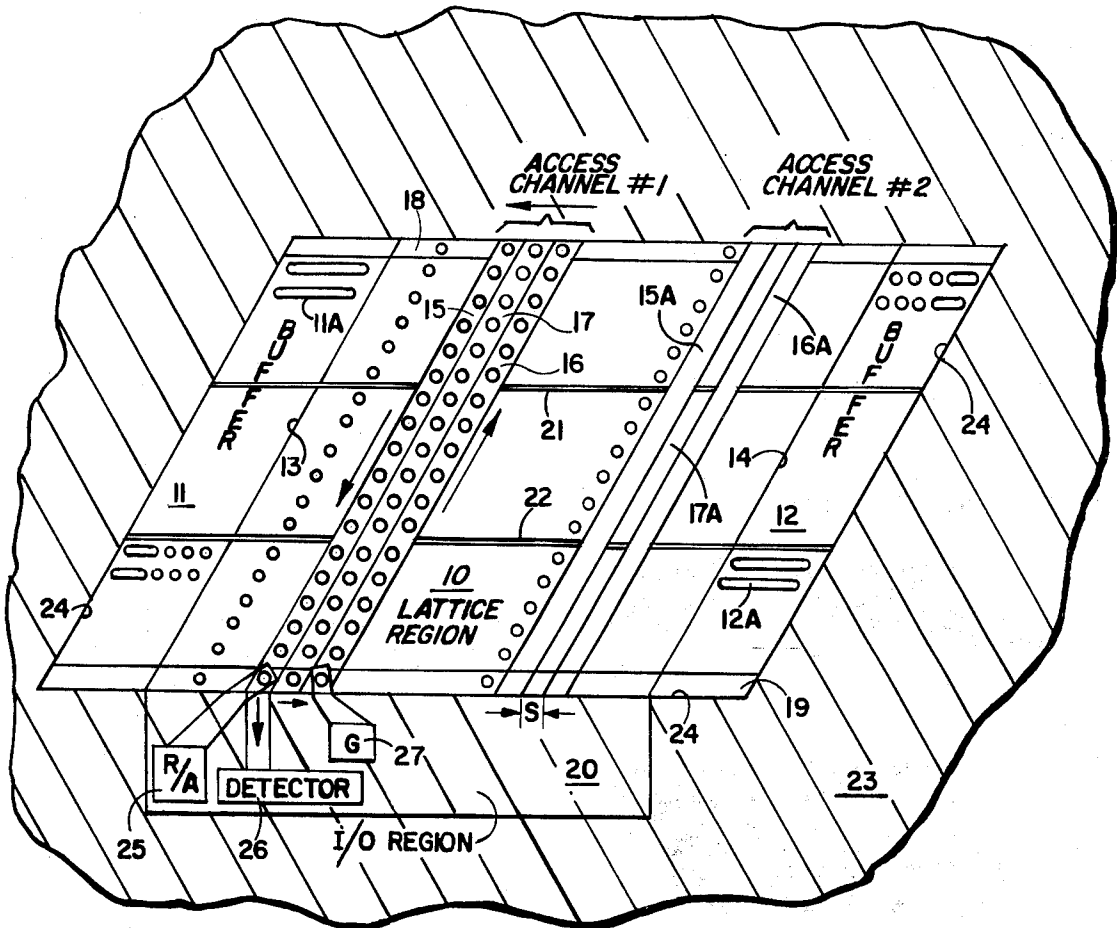 ACCESS
CHANNEL #1
ACCESS
CHANNEL #2
18
11A
15
17
15A
16A
16
BUFFER
BUFFER
24
21
13
14
11
17A
12
22
10
LATTICE
REGION
24
12A
19
S
24
R/A
DETECTOR
G
27
20
23
25
26
I/O REGION